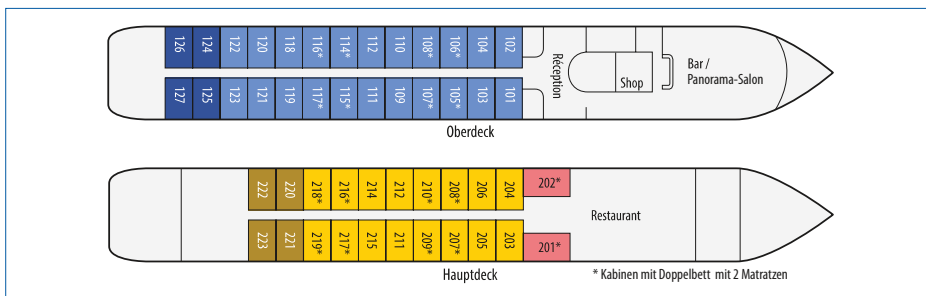 126 124 122 120 118 116* 114* 112 110 108* 106* 104 102
Réception
Shop
Bar /
Panorama-Salon
127 125 123 121 119 117* 115* 111 109 107* 105* 103 101
Oberdeck
222 220 218* 216* 214 212 210* 208* 206 204 202*
Restaurant
223 221 219* 217* 215 211 209* 207* 205 203 201*
Hauptdeck
* Kabinen mit Doppelbett mit 2 Matratzen